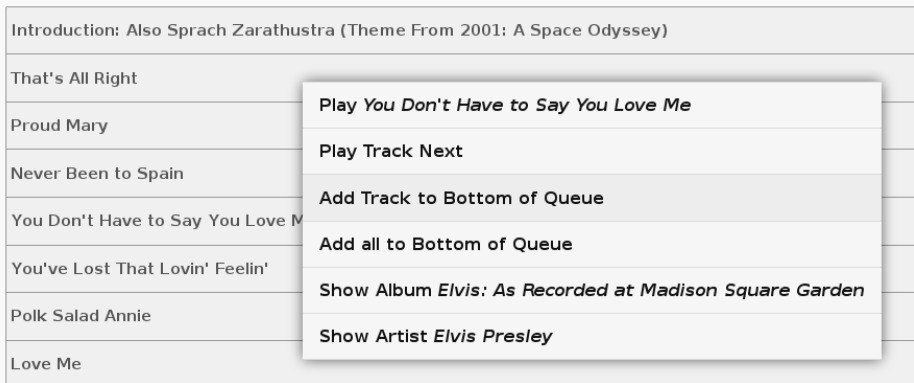 Introduction: Also Sprach Zarathustra (Theme From 2001: A Space Odyssey)
That's All Right
Proud Mary
Never Been to Spain
You Don't Have to Say You Love M
You've Lost That Lovin' Feelin'
Polk Salad Annie
Love Me
Play You Don't Have to Say You Love Me
Play Track Next
Add Track to Bottom of Queue
Add all to Bottom of Queue
Show Album Elvis: As Recorded at Madison Square Garden
Show Artist Elvis Presley